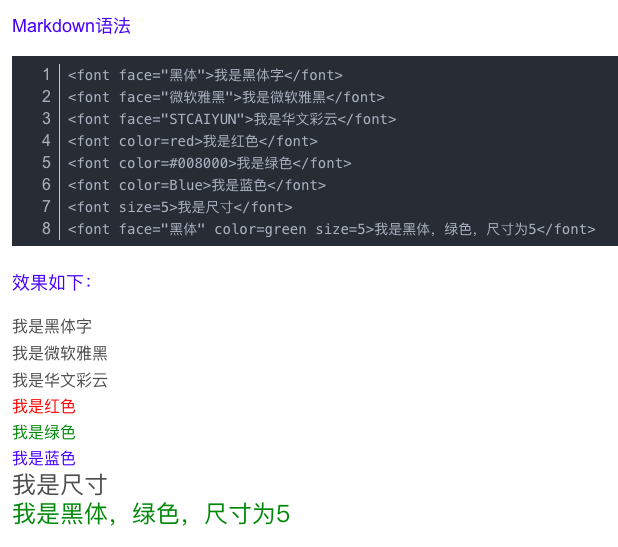 Markdown语法
1 <font face="黑体">我是黑体字</font>
2 <font face="微软雅黑">我是微软雅黑</font>
3 <font face="STCAIYUN">我是华文彩云</font>
4 <font color=red>我是红色</font>
5 <font color=#008000>我是绿色</font>
6 <font color=Blue>我是蓝色</font>
7 <font size=5>我是尺寸</font>
8 <font face="黑体" color=green size=5>我是黑体，绿色，尺寸为5</font>
效果如下：
我是黑体字
我是微软雅黑
我是华文彩云
我是红色
我是绿色
我是蓝色
我是尺寸
我是黑体，绿色，尺寸为5